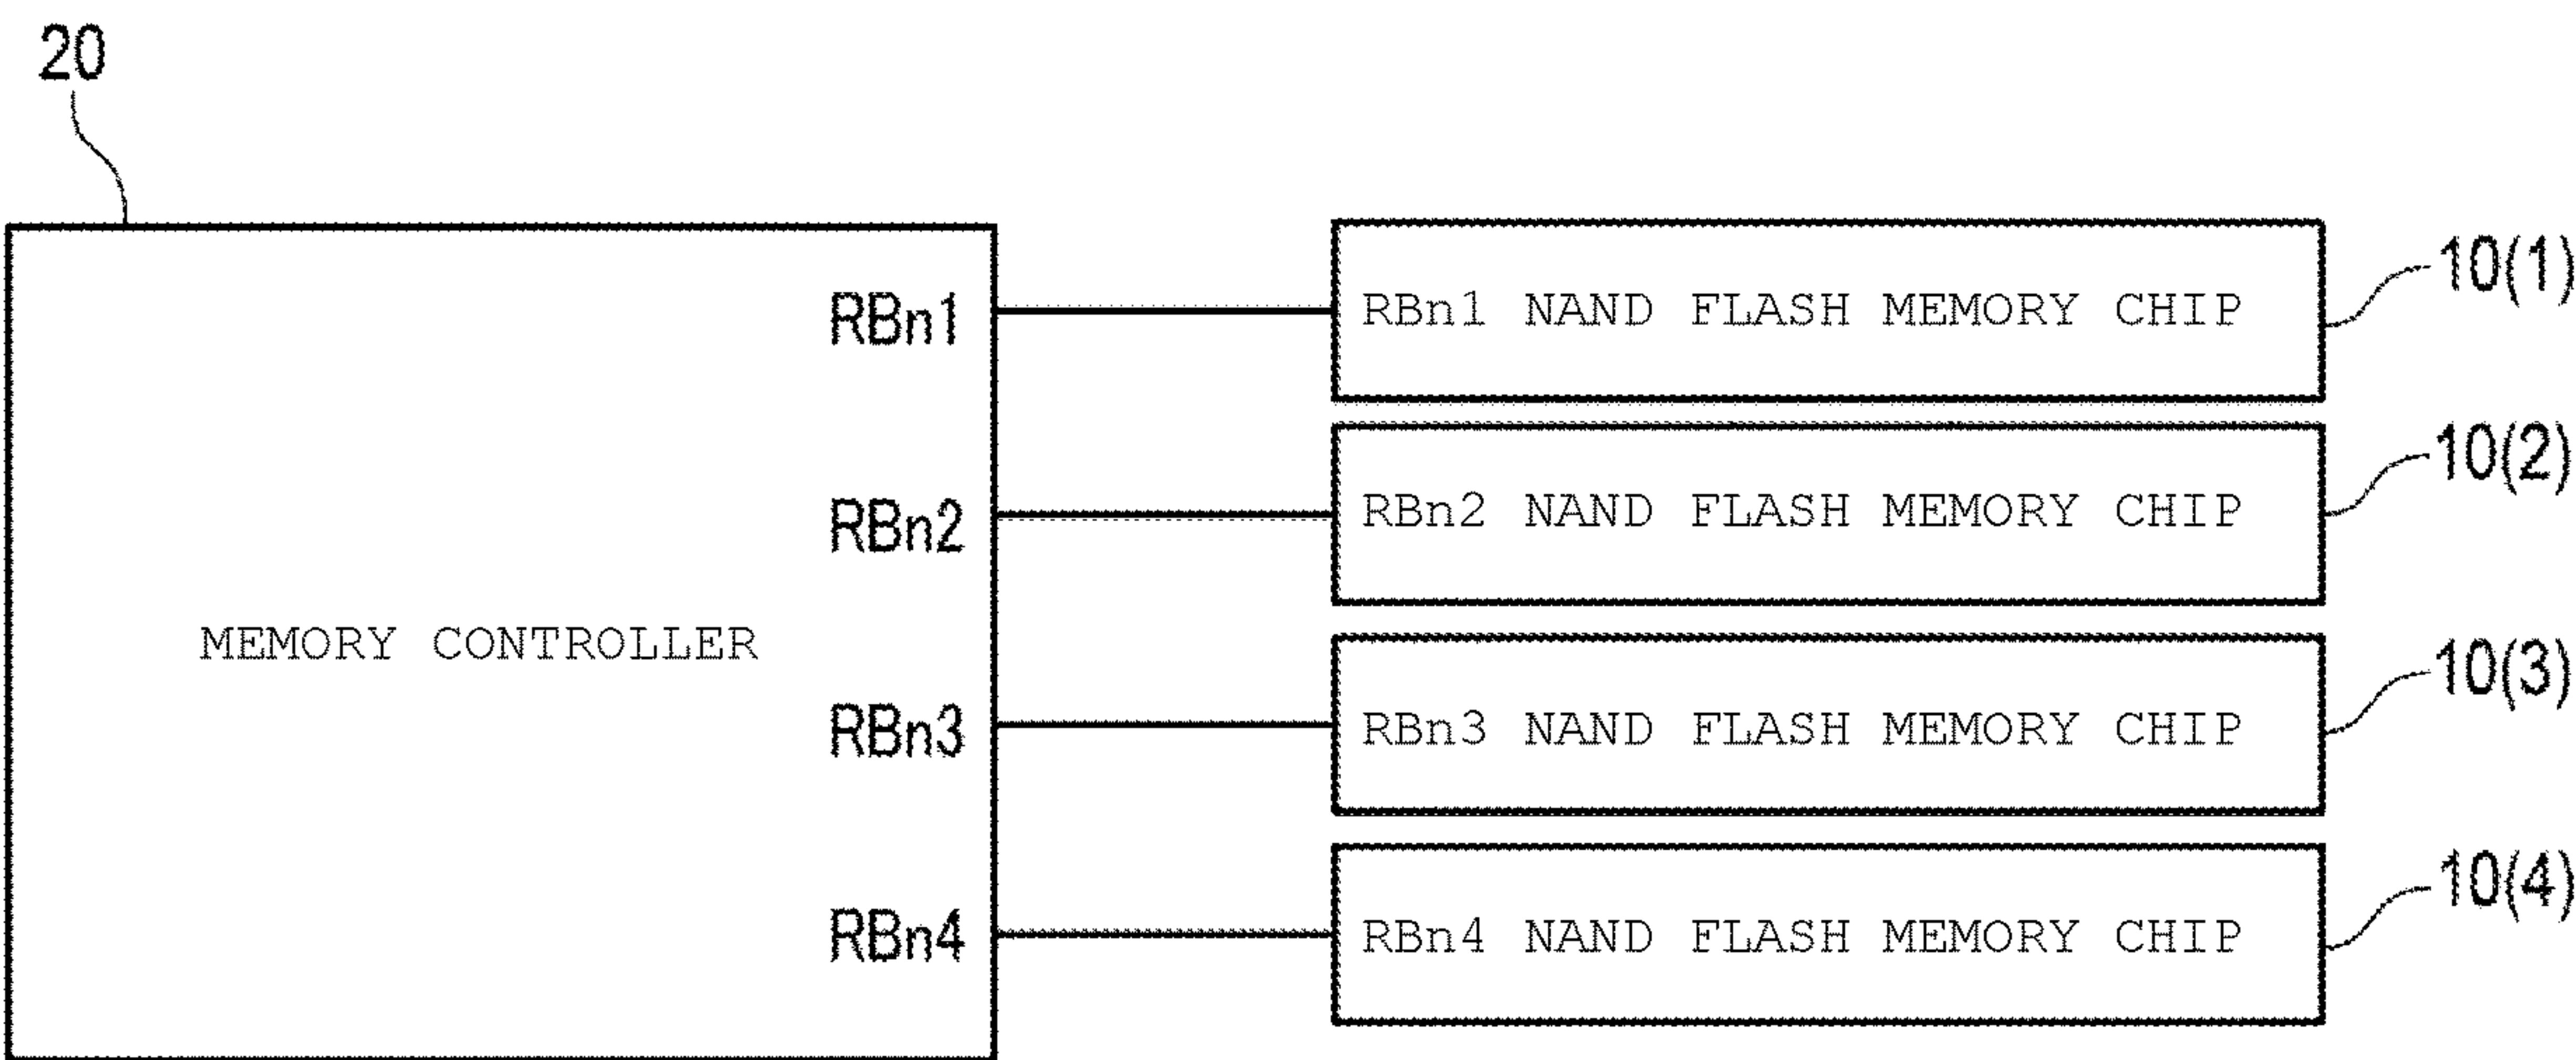 20
RBn1
RBn1 NAND FLASH MEMORY CHIP
10(1)
RBn2
RBn2 NAND FLASH MEMORY CHIP
10(2)
MEMORY CONTROLLER
RBn3
RBn3 NAND FLASH MEMORY CHIP
10(3)
RBn4
RBn4 NAND FLASH MEMORY CHIP
10(4)